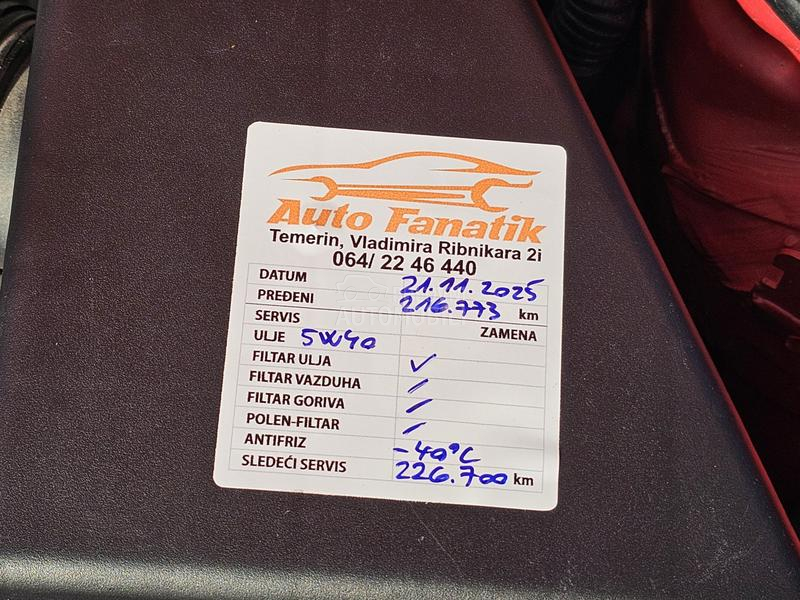 Auto Fanatik
Temerin, Vladimira Ribnikara 2i
064/ 22 46 440
DATUM 21.11.2025
PREĐENI 216.773 km
SERVIS ZAMENA
ULJE 5W40
FILTAR ULJA ✓
FILTAR VAZDUHA /
FILTAR GORIVA /
POLEN-FILTAR /
ANTIFRIZ -40°C
SLEDEĆI SERVIS 226.700 km